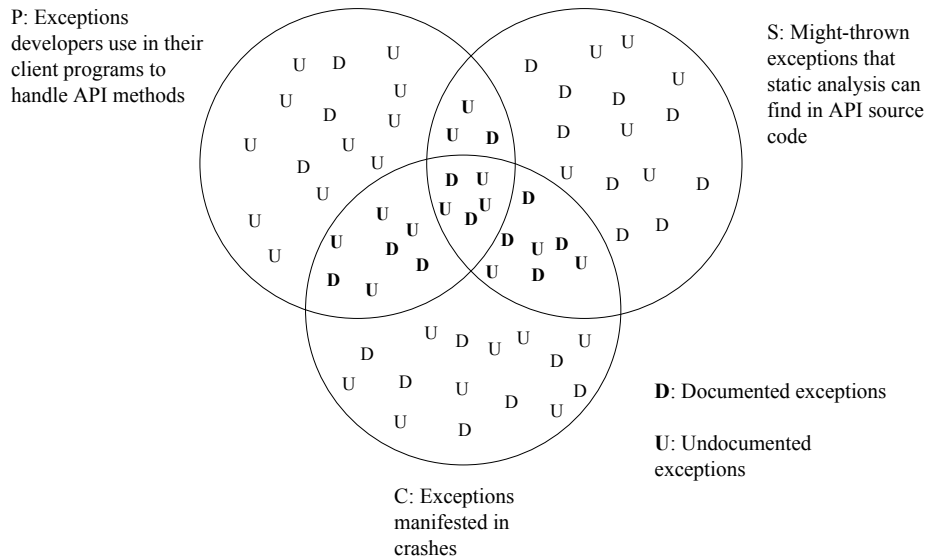 P: Exceptions
developers use in their
client programs to
handle API methods
S: Might-thrown
exceptions that
static analysis can
find in API source
code
U D U
U U
D U
U U
D U
U
U
U
U U
D
U D
D D
U D
D U
U U D D
U D
D U
U U D
D
U U
U D
D
D U
D U
D
D U D
U D U
U D U U U
D D
U D U D
D U
U D
D: Documented exceptions
U: Undocumented
exceptions
C: Exceptions
manifested in
crashes